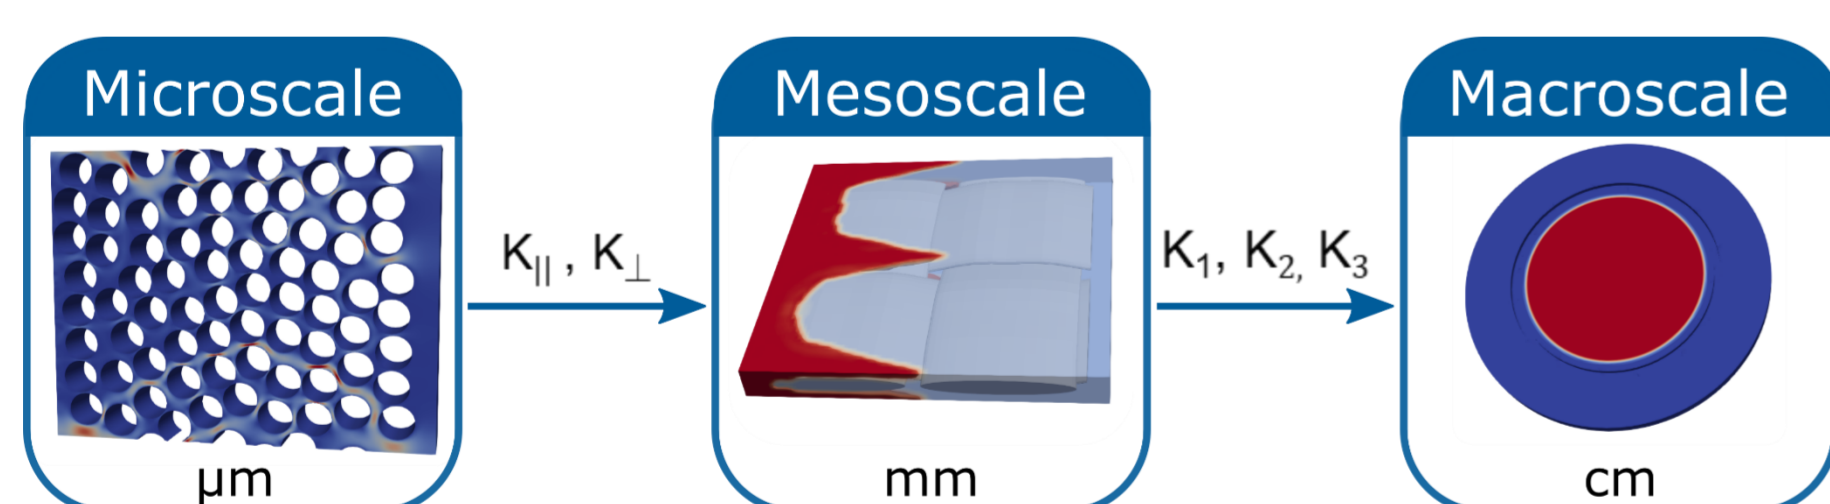 Microscale
Mesoscale
Macroscale
K|| , K⊥
K1, K2, K3
µm
mm
cm